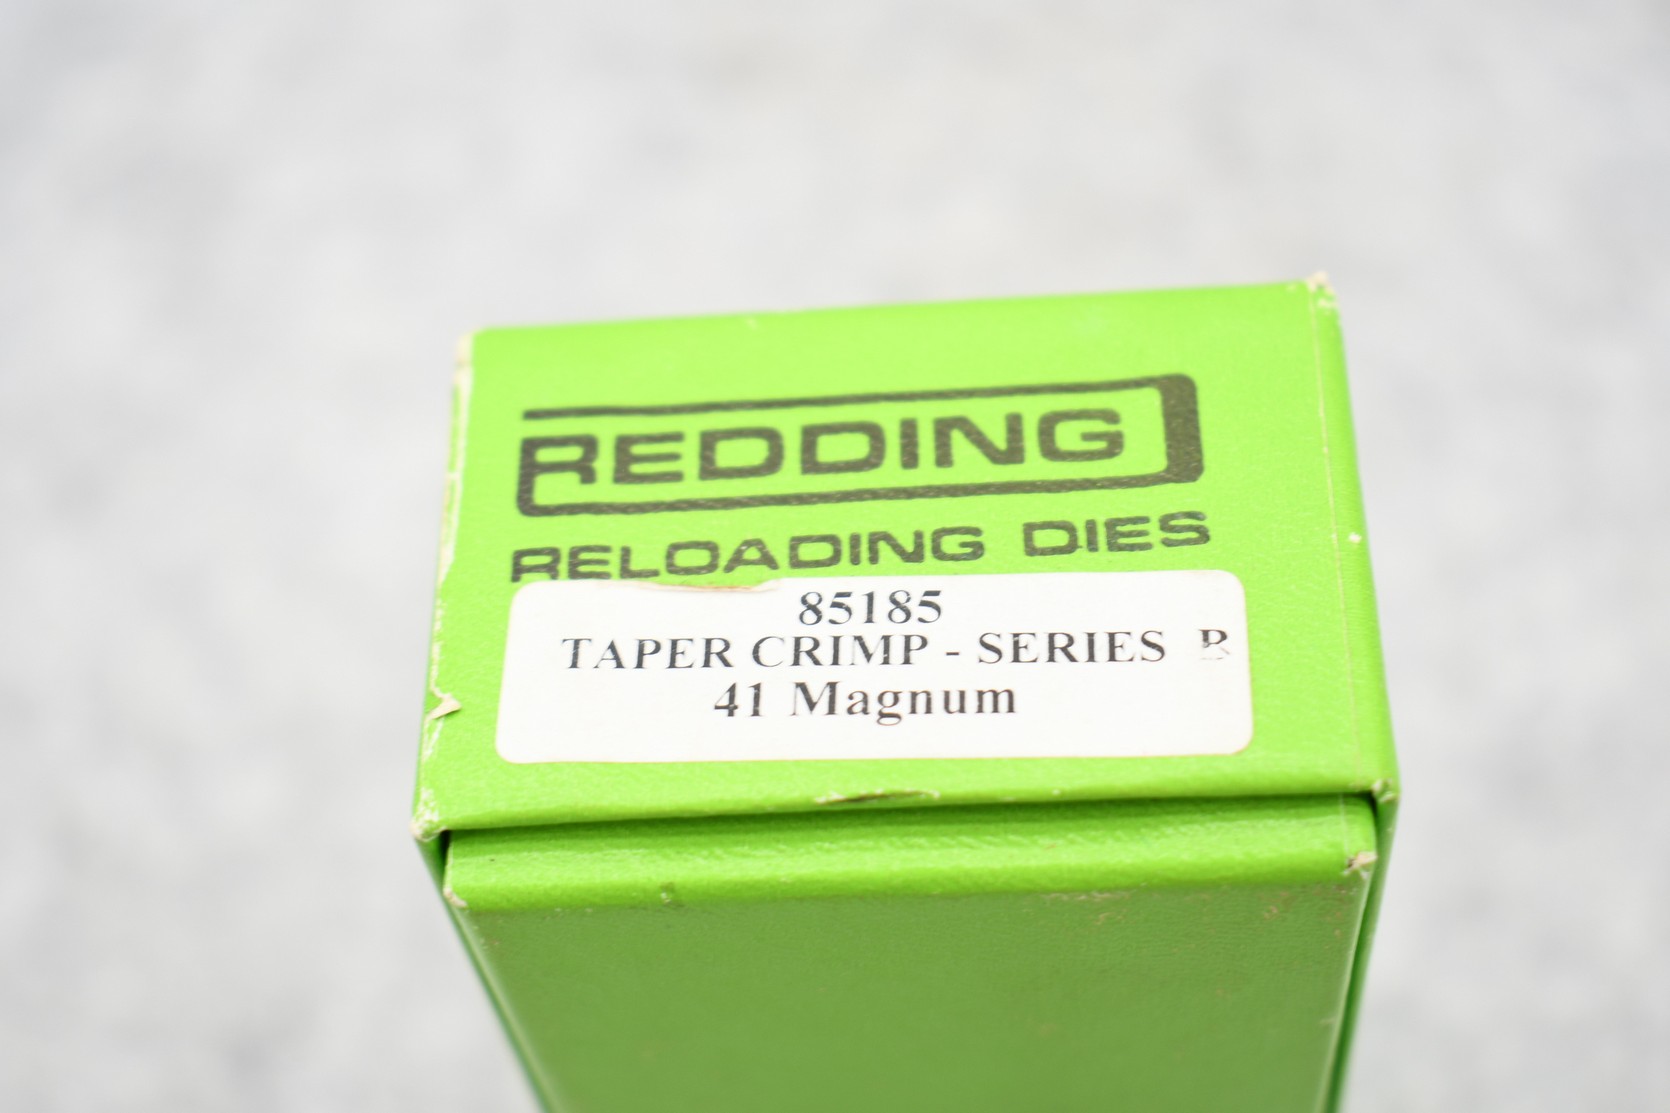 REDDING
RELOADING DIES
85185
TAPER CRIMP - SERIES B
41 Magnum